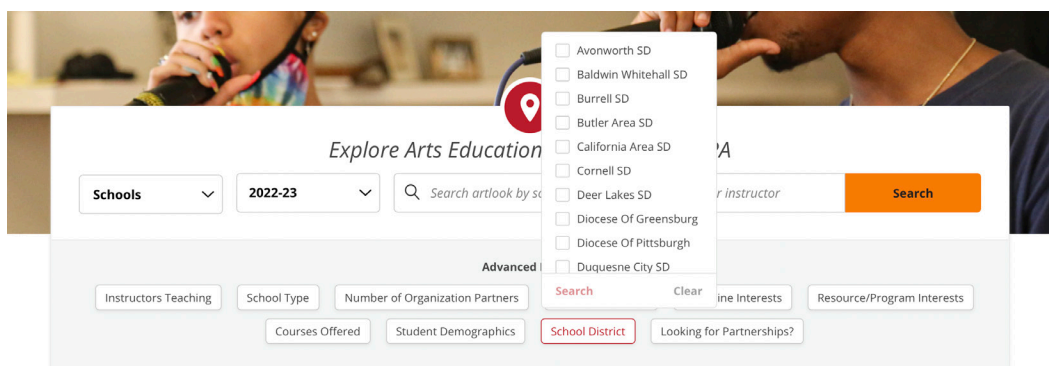 Explore Arts Education
PA
Schools
2022-23
Search artlook by
instructor
Search
Avonworth SD
Baldwin Whitehall SD
Burrell SD
Butler Area SD
California Area SD
Cornell SD
Deer Lakes SD
Diocese Of Greensburg
Diocese Of Pittsburgh
Duquesne City SD
Search Clear
Advanced
Instructors Teaching
School Type
Number of Organization Partners
Interests
Resource/Program Interests
Courses Offered
Student Demographics
School District
Looking for Partnerships?